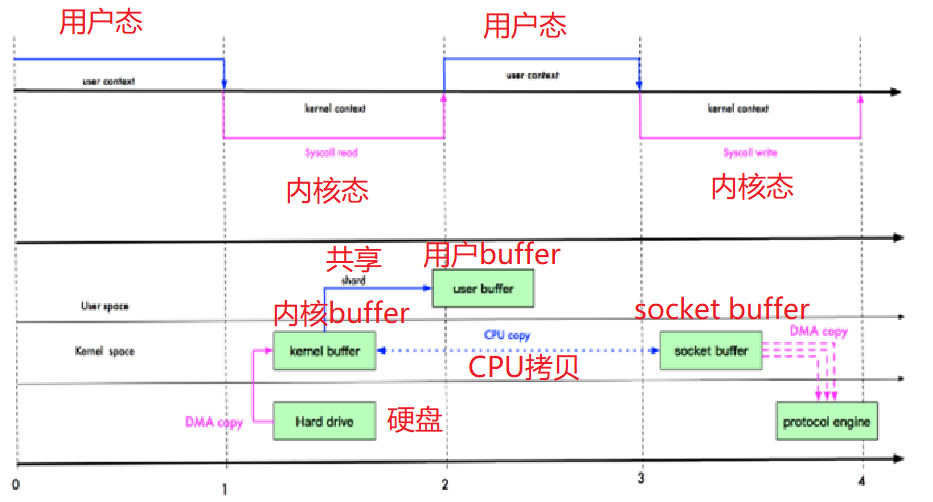 用户态
用户态
user context
user context
kernel context
kernel context
Syscall read
Syscall write
内核态
内核态
共享
用户buffer
shard
user buffer
User space
内核buffer
socket buffer
Kernel space
kernel buffer
CPU copy
CPU拷贝
socket buffer
DMA copy
DMA copy
Hard drive
硬盘
protocol engine
0
1
2
3
4